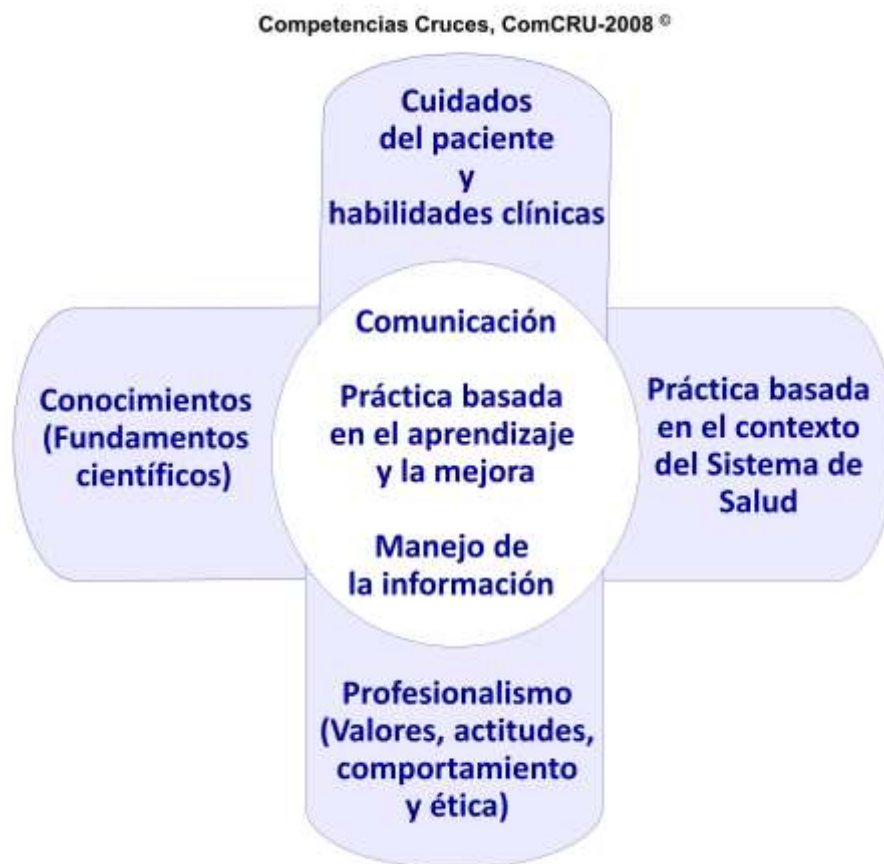 Competencias Cruces, ComCRU-2008 ©
Cuidados
del paciente
y
habilidades clínicas
Conocimientos
(Fundamentos
científicos)
Comunicación
Práctica basada
en el aprendizaje
y la mejora
Manejo de
la información
Práctica basada
en el contexto
del Sistema de
Salud
Profesionalismo
(Valores, actitudes,
comportamiento
y ética)